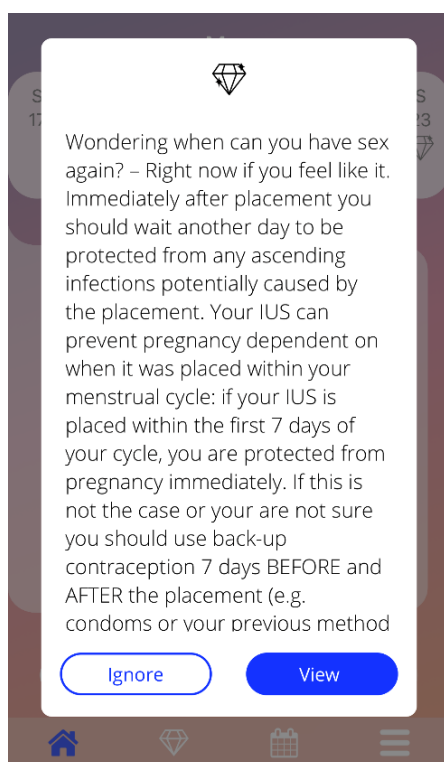 S
S
17
23
Wondering when can you have sex
again? – Right now if you feel like it.
Immediately after placement you
should wait another day to be
protected from any ascending
infections potentially caused by
the placement. Your IUS can
prevent pregnancy dependent on
when it was placed within your
menstrual cycle: if your IUS is
placed within the first 7 days of
your cycle, you are protected from
pregnancy immediately. If this is
not the case or your are not sure
you should use back-up
contraception 7 days BEFORE and
AFTER the placement (e.g.
condoms or your previous method
Ignore
View